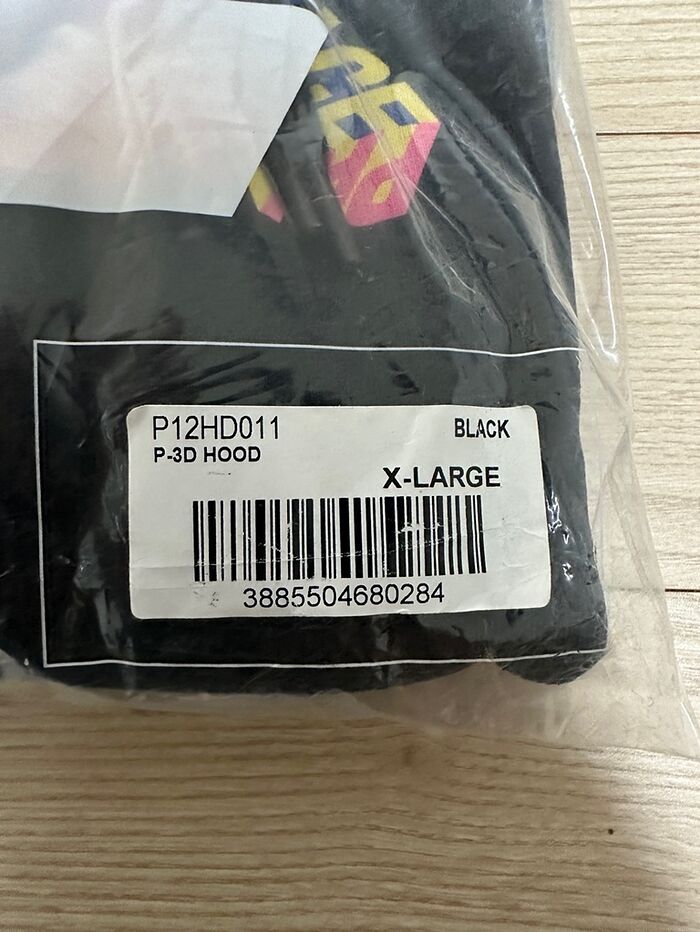 P12HD011 BLACK
P-3D HOOD
X-LARGE
3885504680284